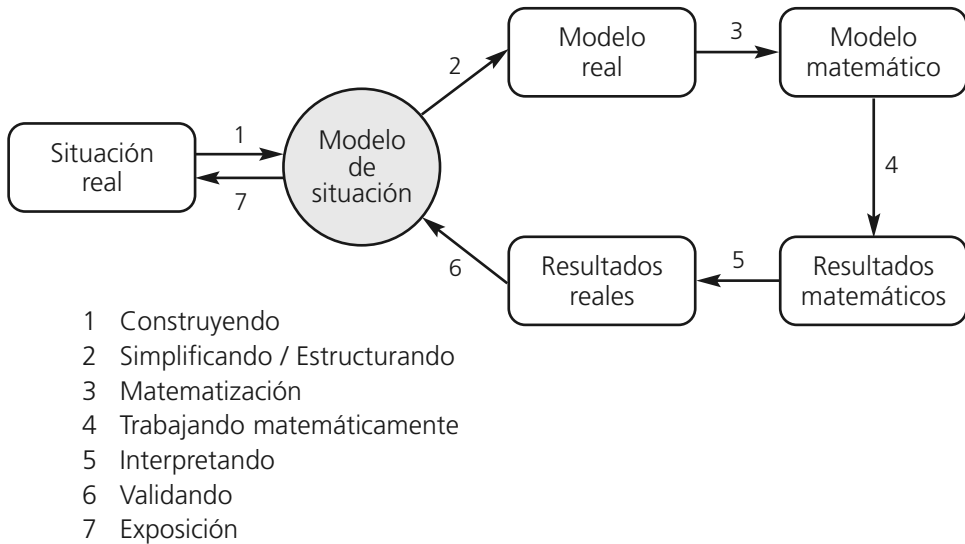 Situación
real
1
7
Modelo
de
situación
2
Modelo
real
3
Modelo
matemático
4
Resultados
matemáticos
5
Resultados
reales
6
1 Construyendo
2 Simplificando / Estructurando
3 Matematización
4 Trabajando matemáticamente
5 Interpretando
6 Validando
7 Exposición